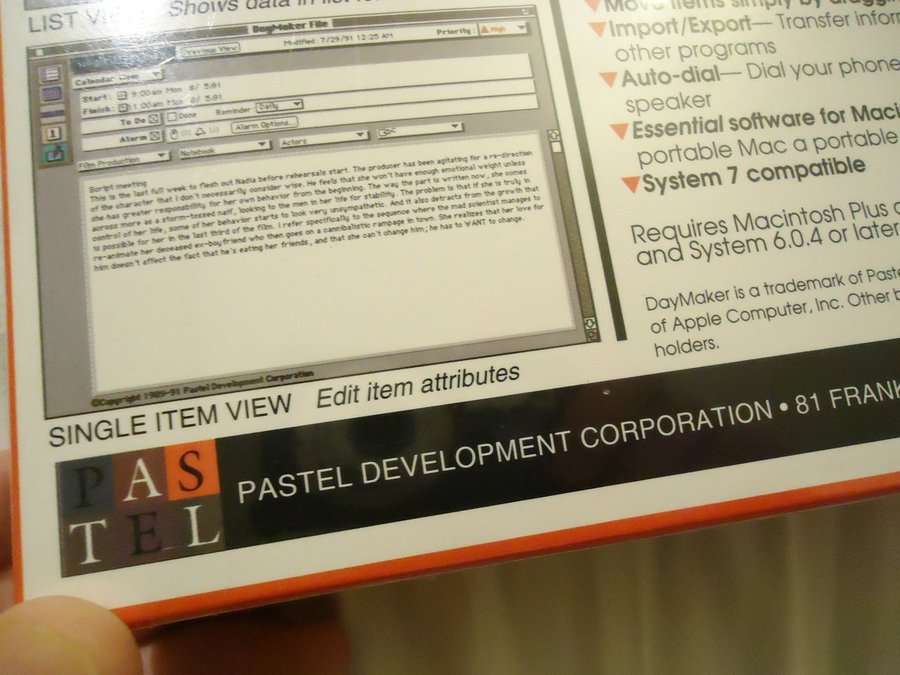 LIST VI
Shows data in list fo
DayMaker File
Previous View
Modified: 7/29/91 12:25 AM
Priority:
High
Calendar Item
Start: 9:00am Mon 8/ 5/91
Finish: 11:00am Mon 8/ 5/91
To Do
Done
Reminder: Daily
Alarm
Alarm Options...
Film Production
Notebook
Actors
Script meeting
This is the last full week to flesh out Nadia before rehearsals start. The producer has been agitating for a re-direction
of the character that I don't necessarily consider wise. He feels that she won't have enough emotional weight unless
she has greater responsibility for her own behavior from the beginning. The way the part is written now, she comes
across more as a storm-tossed naif, looking to the men in her life for stability. The problem is that if she is truly in
control of her life, some of her behavior starts to look very unsympathetic. And it also detracts from the growth that
is possible for her in the last third of the film. I refer specifically to the sequence where the mad scientist manages to
re-animate her deceased ex-boyfriend who then goes on a cannibalistic rampage in town. She realizes that her love for
him doesn't affect the fact that he's eating her friends, and that she can't change him; he has to WANT to change.
©Copyright 1989-91 Pastel Development Corporation
SINGLE ITEM VIEW Edit item attributes
Move items simply by dragg
Import/Export— Transfer infor
other programs
Auto-dial— Dial your phone
speaker
Essential software for Maci
portable Mac a portable
System 7 compatible
Requires Macintosh Plus
and System 6.0.4 or later
DayMaker is a trademark of Paste
of Apple Computer, Inc. Other b
holders.
PASTEL
PASTEL DEVELOPMENT CORPORATION • 81 FRANK